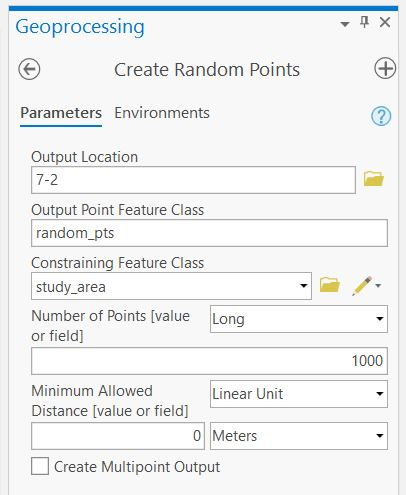 Geoprocessing
Create Random Points
Parameters Environments
?
Output Location
7-2
Output Point Feature Class
random_pts
Constraining Feature Class
study_area
Number of Points [value
or field]
Long
1000
Minimum Allowed
Distance [value or field]
Linear Unit
0 Meters
Create Multipoint Output